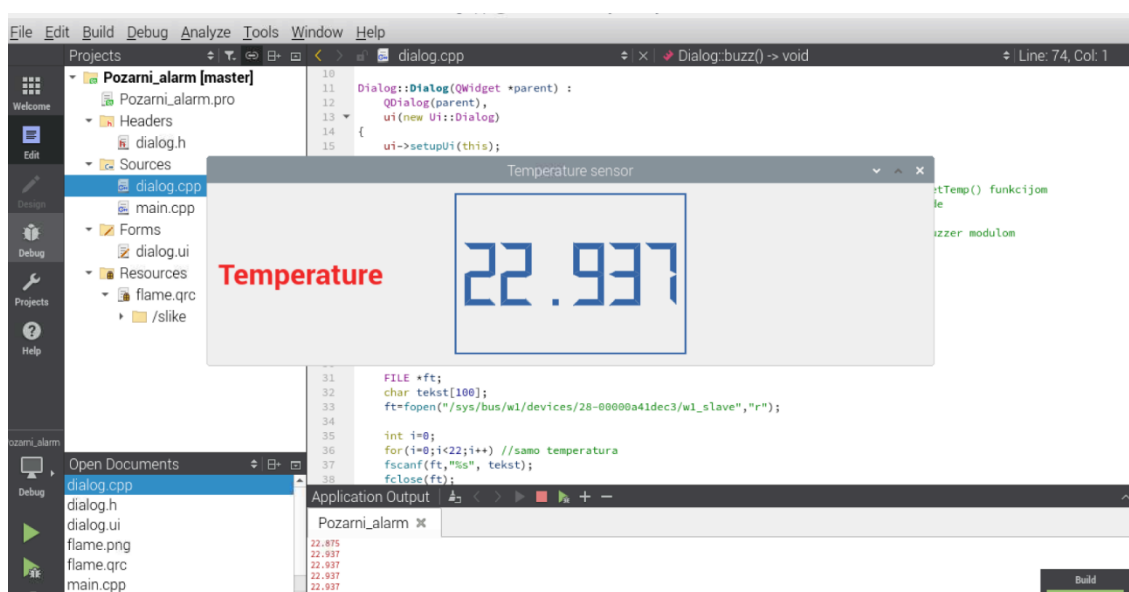 File Edit Build Debug Analyze Tools Window Help
Projects
dialog.cpp
Dialog::buzz() -> void
Line: 74, Col: 1
Welcome
Edit
Design
Debug
Projects
Help
Pozarni_alarm [master]
Pozarni_alarm.pro
Headers
dialog.h
Sources
dialog.cpp
main.cpp
Forms
dialog.ui
Resources
flame.qrc
/slike
10
11 Dialog::Dialog(QWidget *parent) :
12 QDialog(parent),
13 ui(new Ui::Dialog)
14 {
15 ui->setupUi(this);
etTemp() funkcijom
uzzer modulom
Temperature sensor
Temperature
22.937
31 FILE *ft;
32 char tekst[100];
33 ft=fopen("/sys/bus/w1/devices/28-00000a41dec3/w1_slave","r");
34
35 int i=0;
36 for(i=0;i<22;i++) //samo temperatura
37 fscanf(ft,"%s", tekst);
38 fclose(ft);
ozarni_alarm
Debug
Open Documents
dialog.cpp
dialog.h
dialog.ui
flame.png
flame.qrc
main.cpp
Application Output
Pozarni_alarm
22.875
22.937
22.937
22.937
22.937
Build